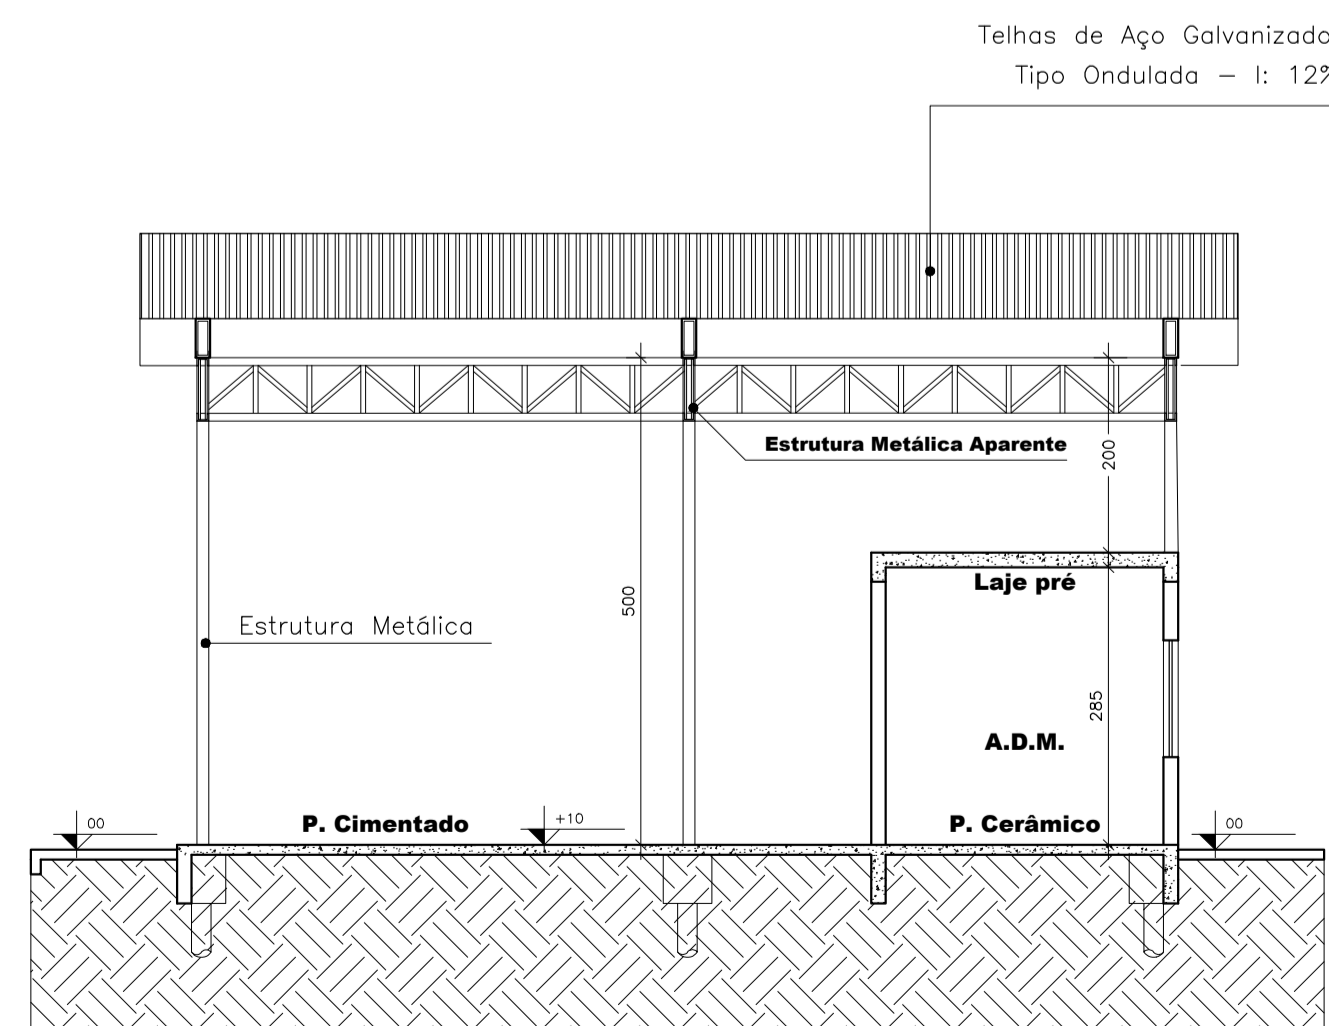 Telhas de Aço Galvanizado
Tipo Ondulada – I: 12%
Estrutura Metálica Aparente
200
Laje pré
500
Estrutura Metálica
285
A.D.M.
00
P. Cimentado
+10
P. Cerâmico
00